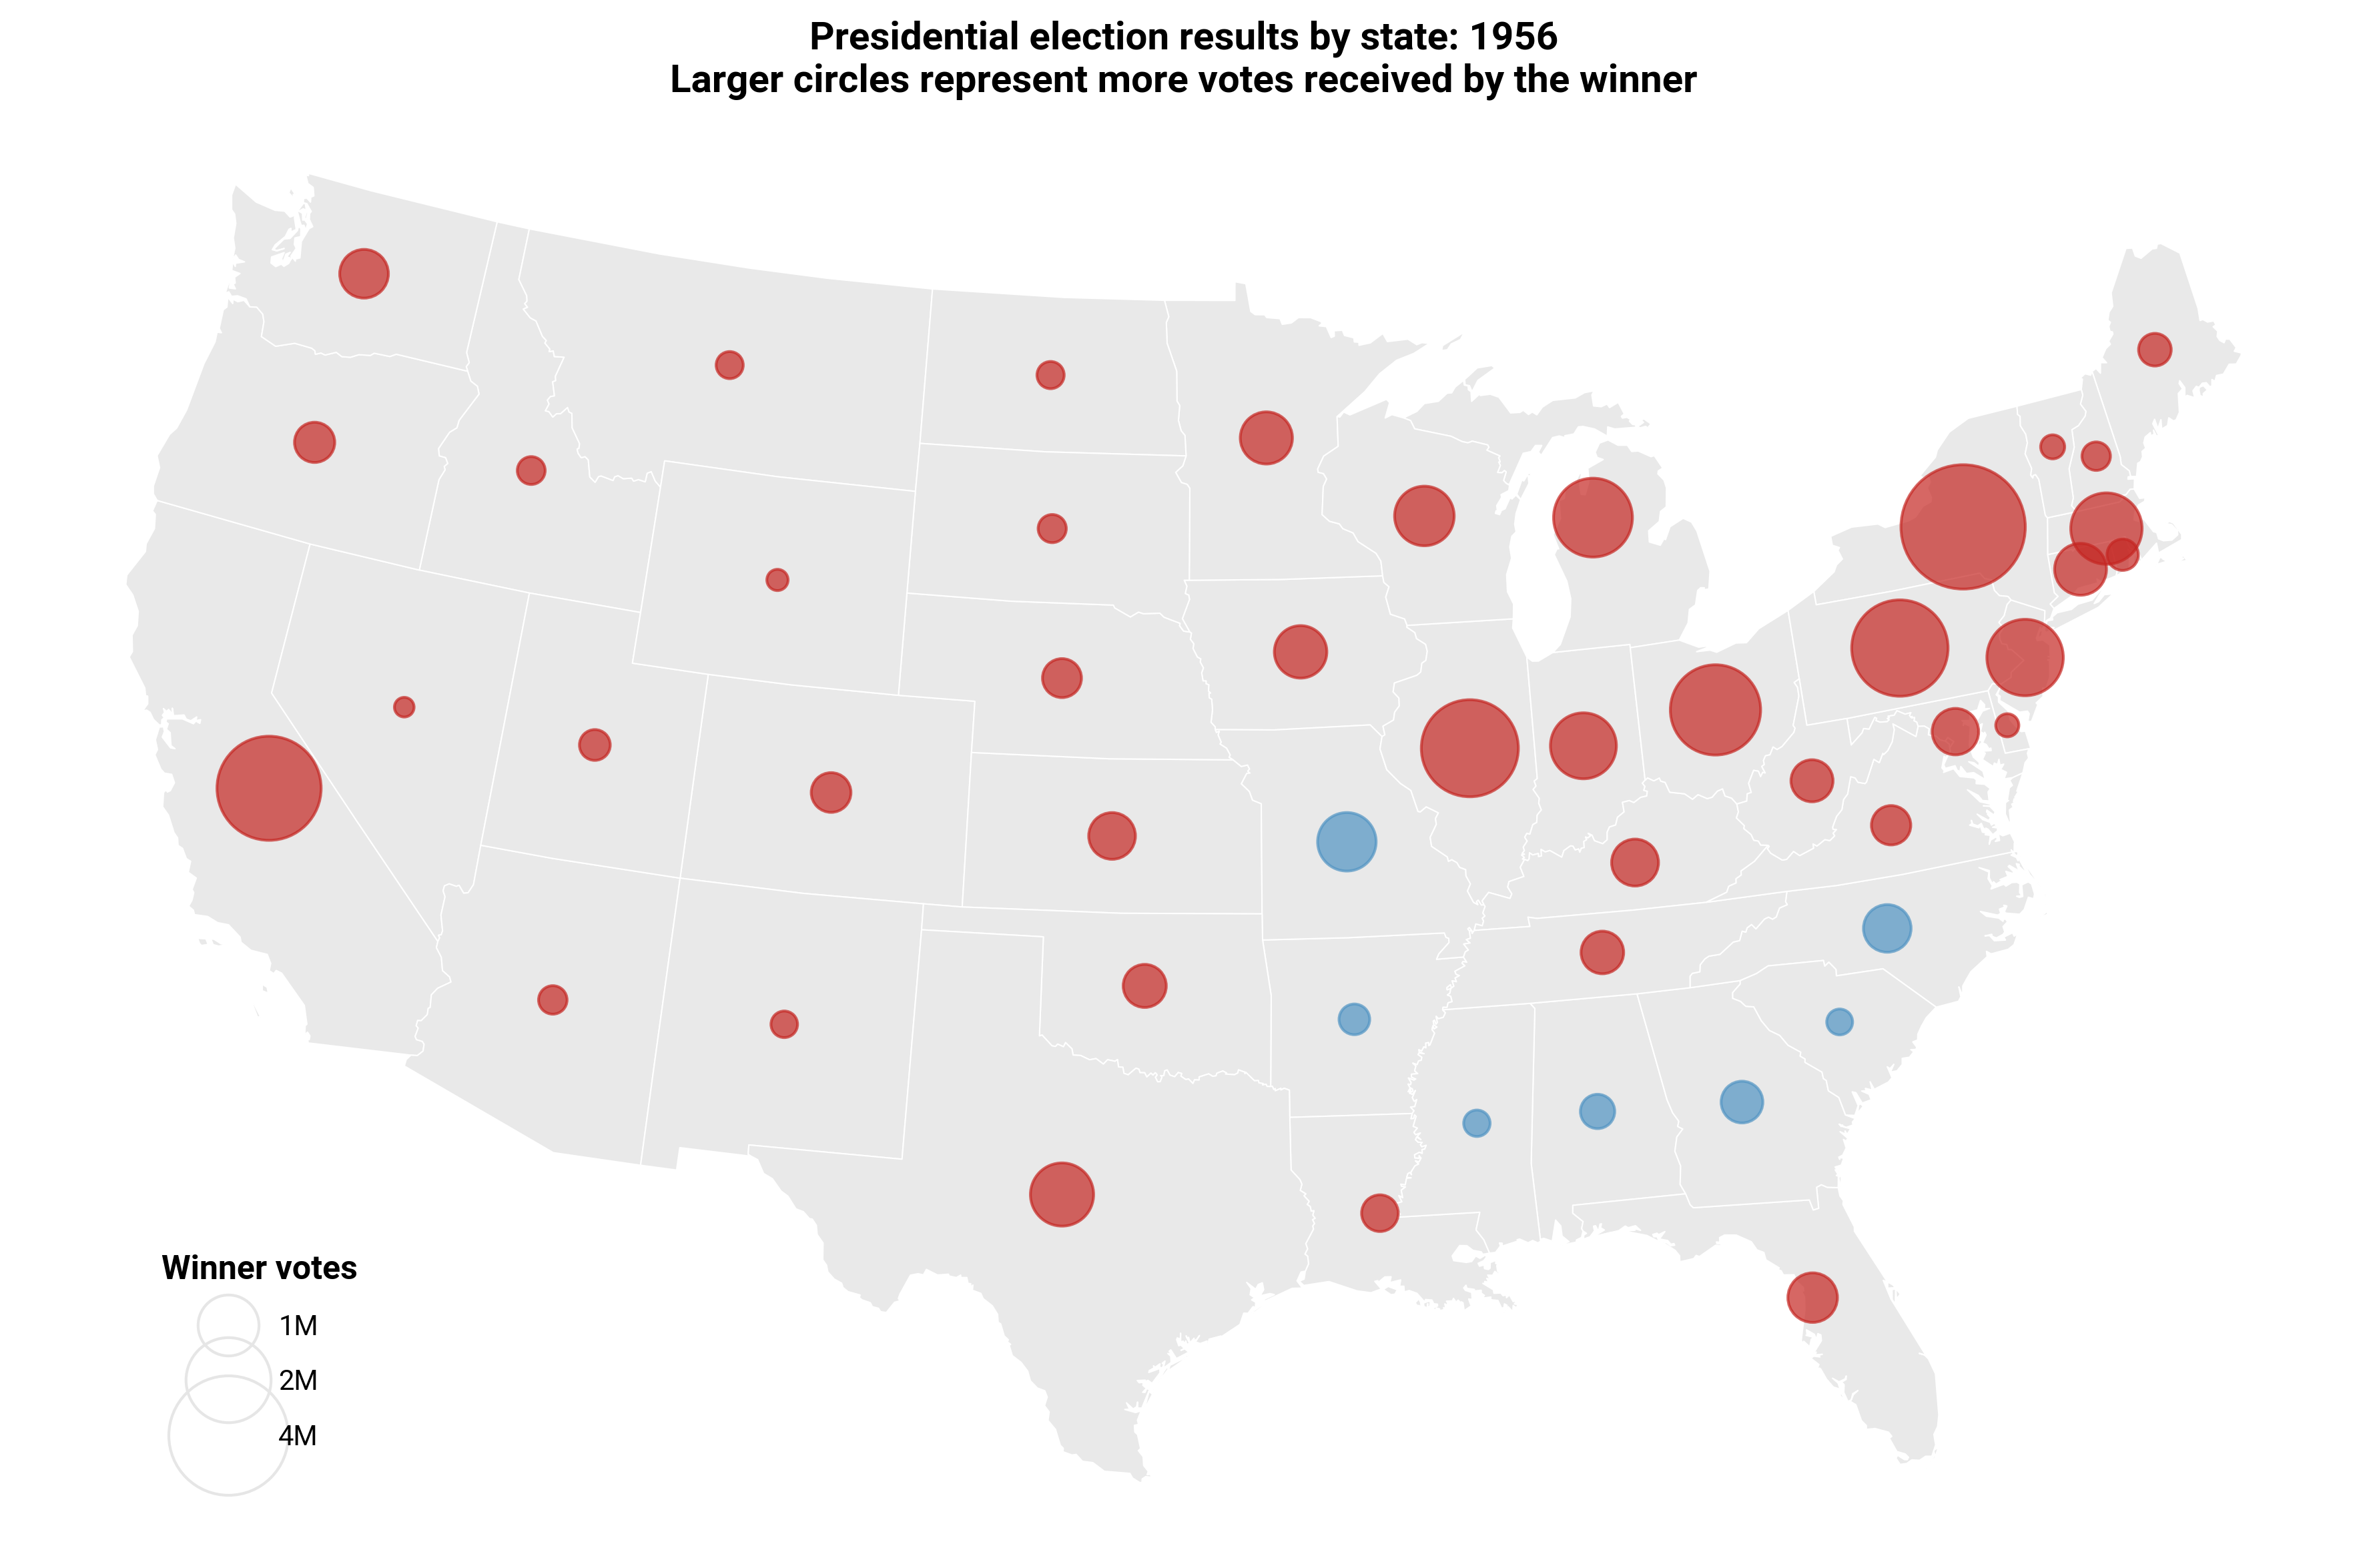 Presidential election results by state: 1956
Larger circles represent more votes received by the winner
Winner votes
1M
2M
4M